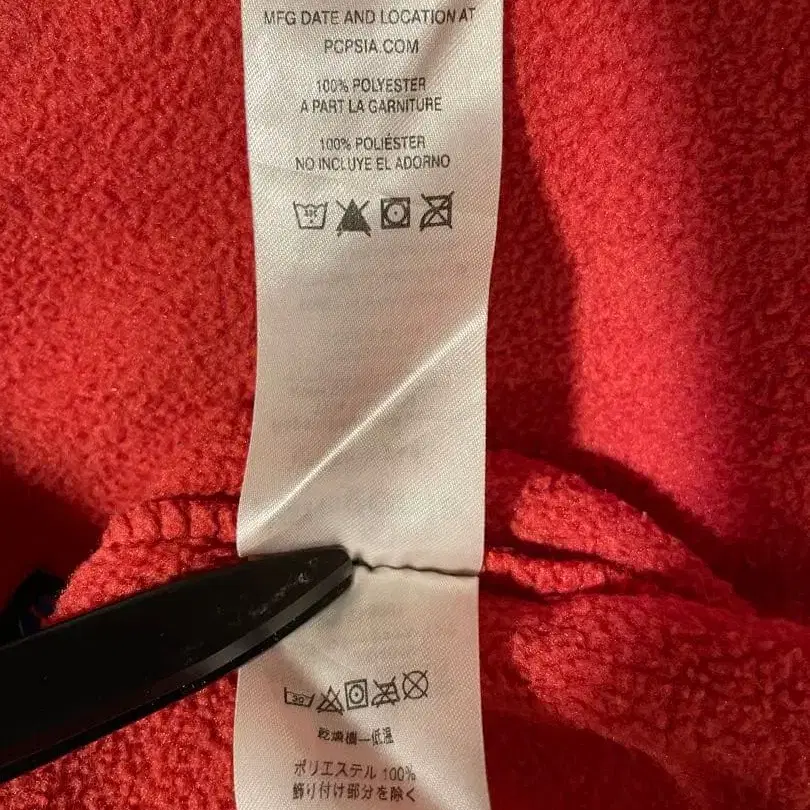 MFG DATE AND LOCATION AT
PCPSIA.COM
100% POLYESTER
A PART LA GARNITURE
100% POLIÉSTER
NO INCLUYE EL ADORNO
30
乾燥機—低温
ポリエステル 100%
飾り付け部分を除く